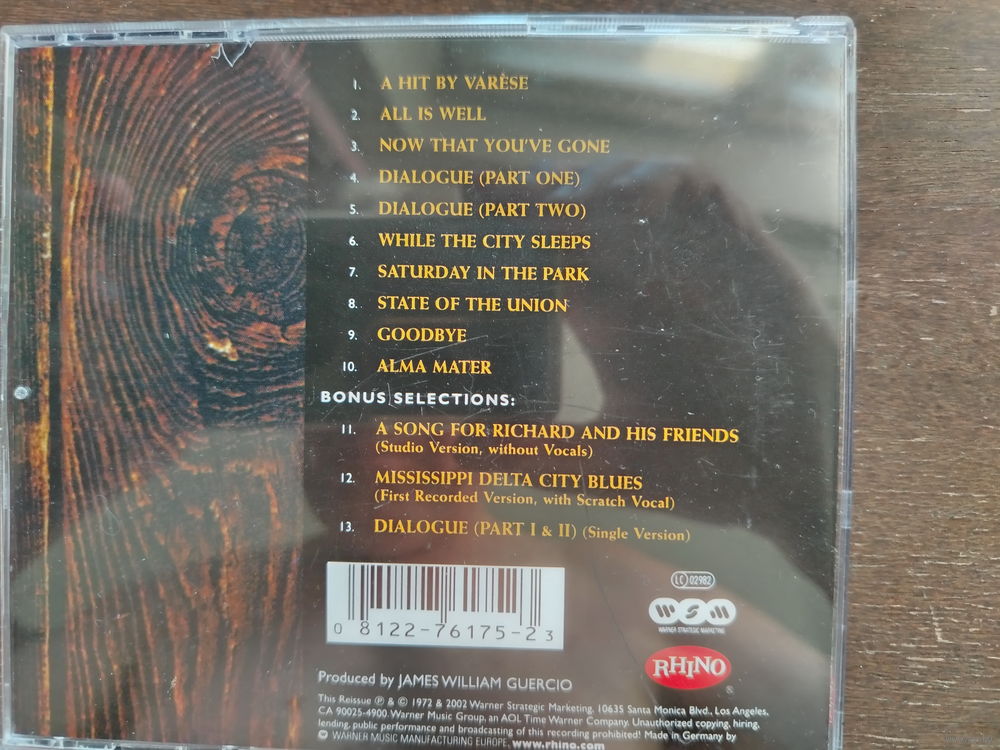 1. A HIT BY VARÈSE
2. ALL IS WELL
3. NOW THAT YOU'VE GONE
4. DIALOGUE (PART ONE)
5. DIALOGUE (PART TWO)
6. WHILE THE CITY SLEEPS
7. SATURDAY IN THE PARK
8. STATE OF THE UNION
9. GOODBYE
10. ALMA MATER
BONUS SELECTIONS:
11. A SONG FOR RICHARD AND HIS FRIENDS
(Studio Version, without Vocals)
12. MISSISSIPPI DELTA CITY BLUES
(First Recorded Version, with Scratch Vocal)
13. DIALOGUE (PART I & II) (Single Version)
LC 02982
WSM
WARNER STRATEGIC MARKETING
0 8122-76175-2 3
RHINO
®
Produced by JAMES WILLIAM GUERCIO
This Reissue ℗ & © 1972 & 2002 Warner Strategic Marketing, 10635 Santa Monica Blvd., Los Angeles,
CA 90025-4900. Warner Music Group, an AOL Time Warner Company. Unauthorized copying, hiring,
lending, public performance and broadcasting of this recording prohibited! Made in Germany by
WARNER MUSIC MANUFACTURING EUROPE. www.rhino.com